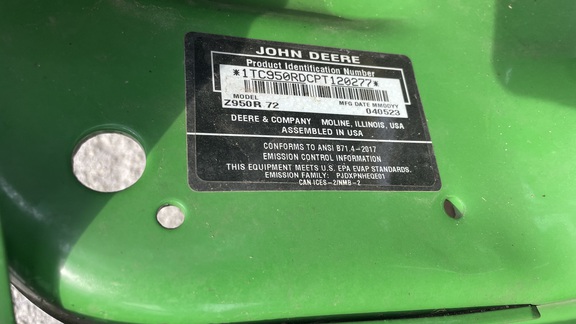 JOHN DEERE
Product Identification Number
*1TC950RDCPT120277*
MODEL MFG DATE MMDDYY
Z950R 72 040523
DEERE & COMPANY MOLINE, ILLINOIS, USA
ASSEMBLED IN USA
CONFORMS TO ANSI B71.4-2017
EMISSION CONTROL INFORMATION
THIS EQUIPMENT MEETS U.S. EPA EVAP STANDARDS.
EMISSION FAMILY: PJDXPNHEQE01
CAN ICES-2/NMB-2